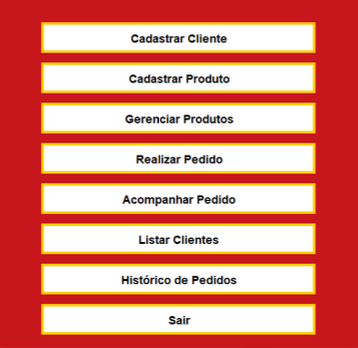 Cadastrar Cliente
Cadastrar Produto
Gerenciar Produtos
Realizar Pedido
Acompanhar Pedido
Listar Clientes
Histórico de Pedidos
Sair